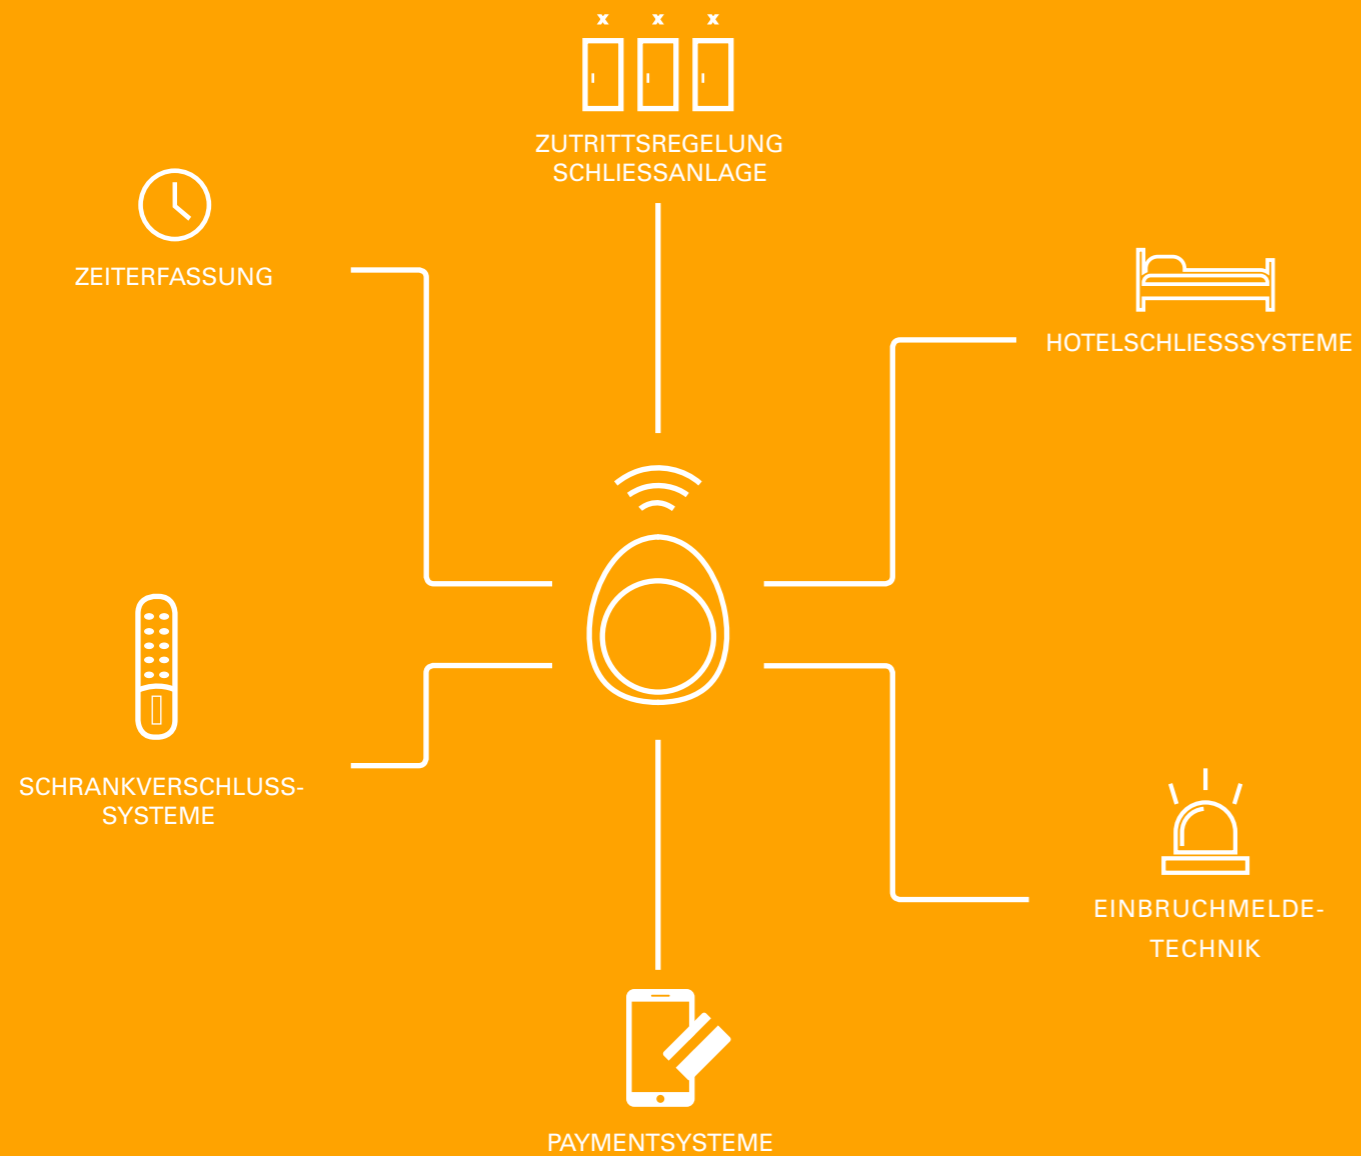 x x x
ZUTRITTSREGELUNG
SCHLIESSANLAGE
ZEITERFASSUNG
HOTELSCHLIESSSYSTEME
SCHRANKVERSCHLUSS-
SYSTEME
EINBRUCHMELDE-
TECHNIK
PAYMENTSYSTEME